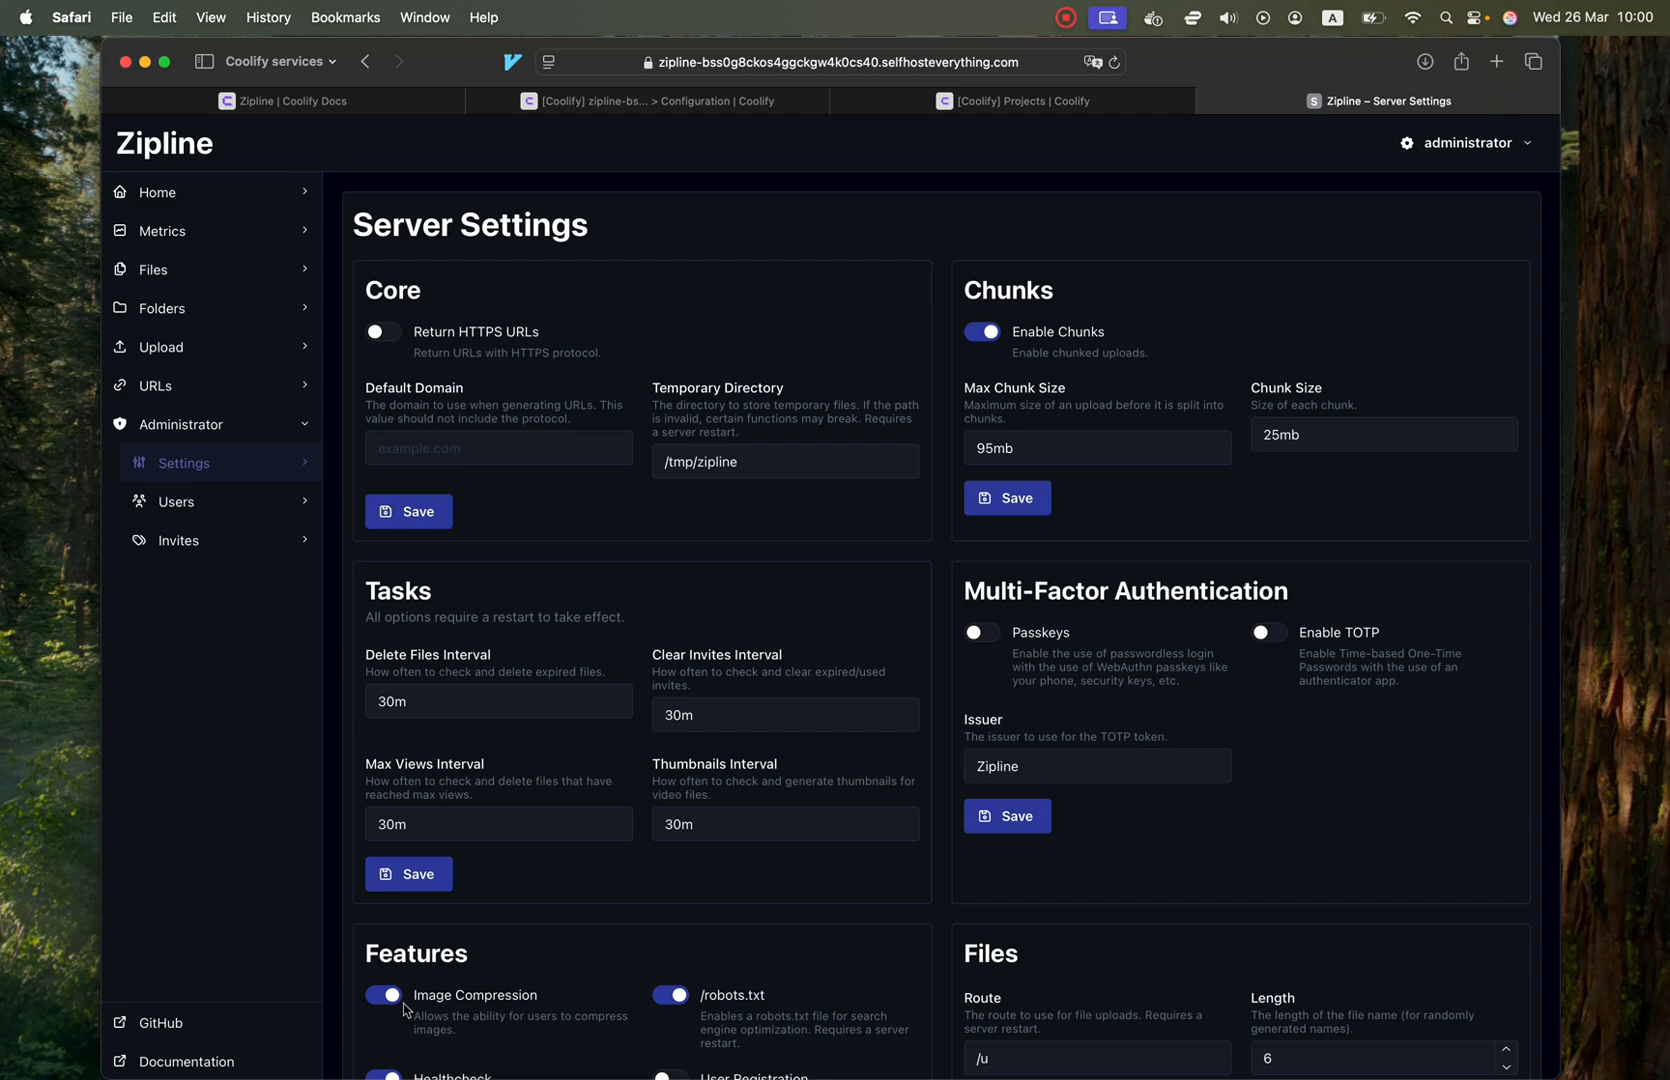 Safari File Edit View History Bookmarks Window Help A Wed 26 Mar 10:00
Coolify services zipline-bss0g8ckos4ggckgw4k0cs40.selfhosteverything.com
Zipline | Coolify Docs [Coolify] zipline-bs... > Configuration | Coolify [Coolify] Projects | Coolify S Zipline – Server Settings
Zipline
administrator
Home
Metrics
Files
Folders
Upload
URLs
Administrator
Settings
Users
Invites
GitHub
Documentation
Server Settings
Core
Return HTTPS URLs
Return URLs with HTTPS protocol.
Default Domain
The domain to use when generating URLs. This
value should not include the protocol.
example.com
Temporary Directory
The directory to store temporary files. If the path
is invalid, certain functions may break. Requires
a server restart.
/tmp/zipline
Save
Chunks
Enable Chunks
Enable chunked uploads.
Max Chunk Size
Maximum size of an upload before it is split into
chunks.
95mb
Chunk Size
Size of each chunk.
25mb
Save
Tasks
All options require a restart to take effect.
Delete Files Interval
How often to check and delete expired files.
30m
Clear Invites Interval
How often to check and clear expired/used
invites.
30m
Max Views Interval
How often to check and delete files that have
reached max views.
30m
Thumbnails Interval
How often to check and generate thumbnails for
video files.
30m
Save
Multi-Factor Authentication
Passkeys
Enable the use of passwordless login
with the use of WebAuthn passkeys like
your phone, security keys, etc.
Enable TOTP
Enable Time-based One-Time
Passwords with the use of an
authenticator app.
Issuer
The issuer to use for the TOTP token.
Zipline
Save
Features
Image Compression
Allows the ability for users to compress
images.
/robots.txt
Enables a robots.txt file for search
engine optimization. Requires a server
restart.
Healthcheck
User Registration
Files
Route
The route to use for file uploads. Requires a
server restart.
/u
Length
The length of the file name (for randomly
generated names).
6